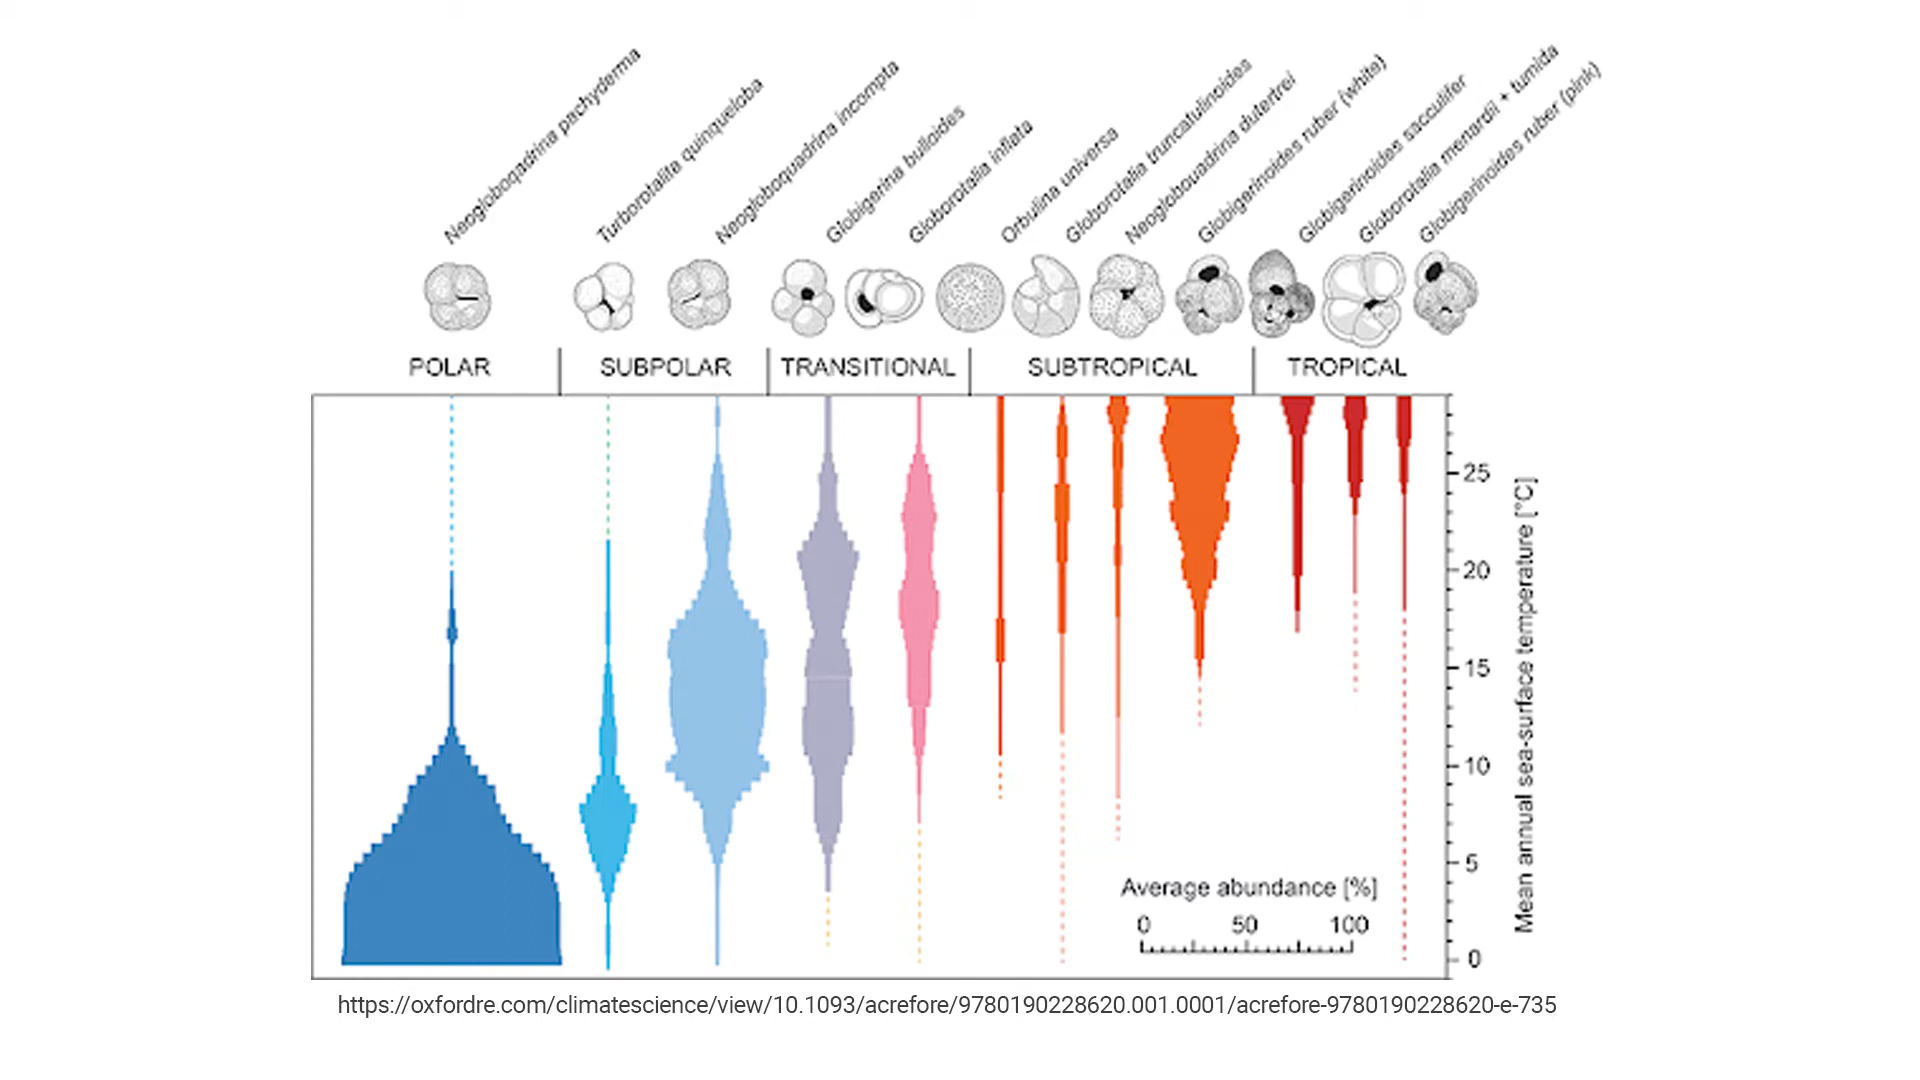 Neogloboqadrina pachyderma
Turborotalita quinqueloba
Neogloboquadrina incompta
Globigerina bulloides
Globorotalia inflata
Orbulina universa
Globorotalia truncatulinoides
Neoglobouadrina dutertrei
Globigerinoides ruber (white)
Globigerinoides sacculifer
Globorotalia menardii + tumida
Globigerinoides ruber (pink)
POLAR
SUBPOLAR
TRANSITIONAL
SUBTROPICAL
TROPICAL
25
20
15
10
5
0
Mean annual sea-surface temperature [°C]
Average abundance [%]
0 50 100
https://oxfordre.com/climatescience/view/10.1093/acrefore/9780190228620.001.0001/acrefore-9780190228620-e-735